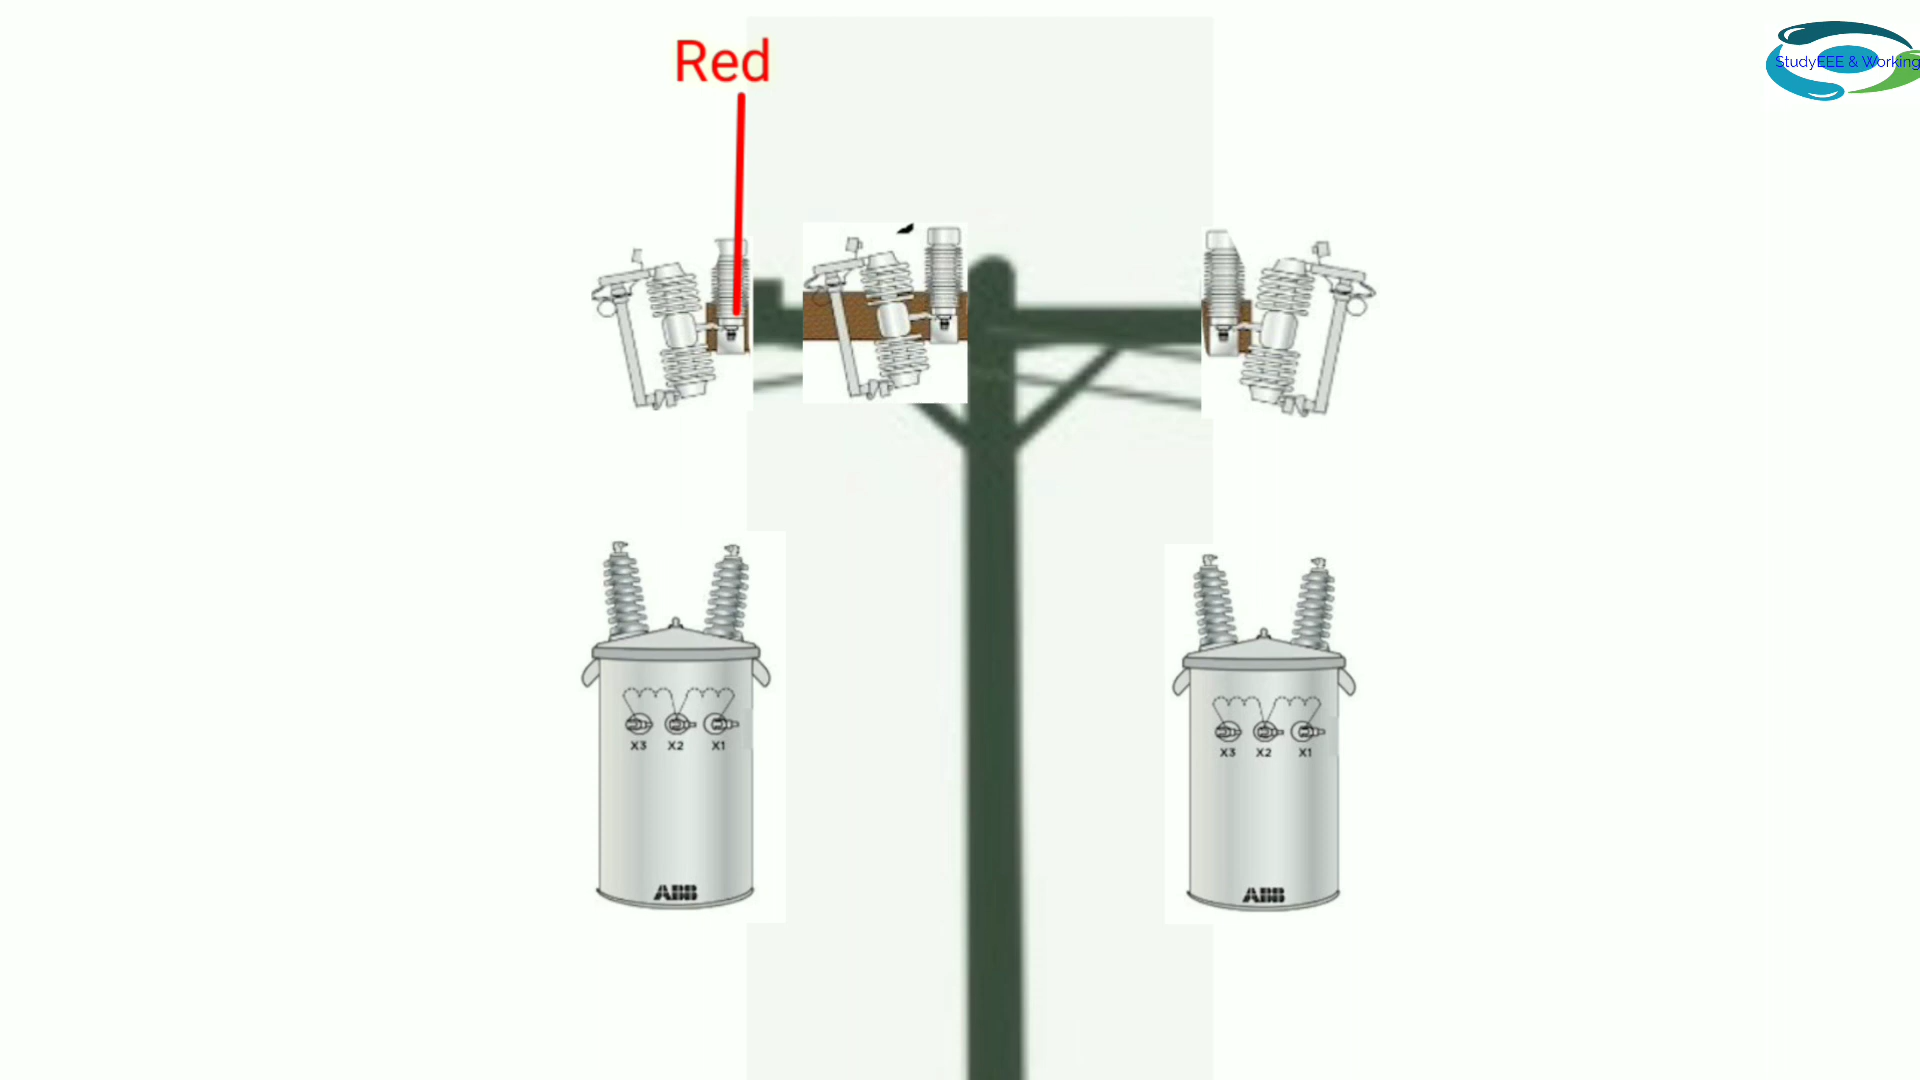 Red
StudyEEE & Working
X3 X2 X1
X3 X2 X1
ABB
ABB